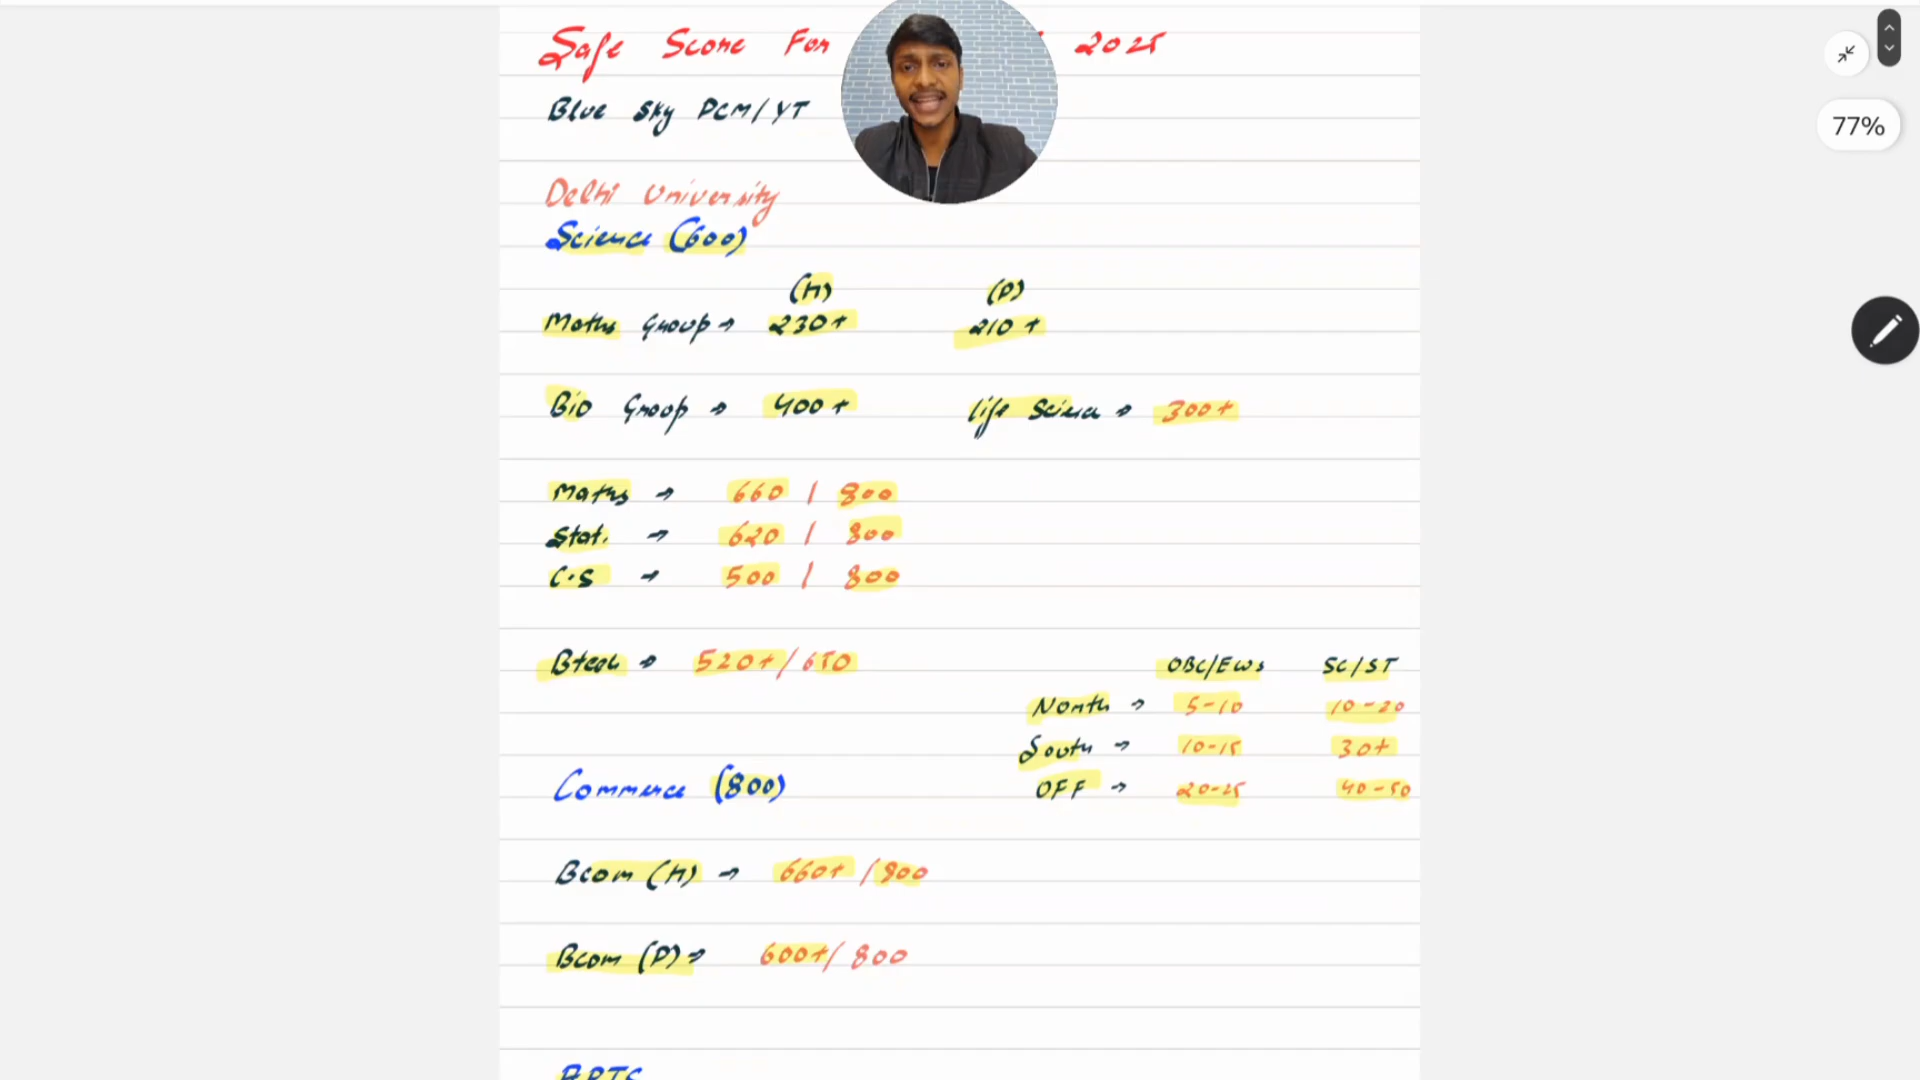 Safe Score For 2025
77%
Blue Sky PCM/YT
Delhi University
Science (600)
(H) (P)
Maths Group → 230+ 210+
Bio Group → 400+ life Science → 300+
Maths → 660 / 800
Stat. → 620 / 800
C.S → 500 / 800
Btech → 520+/650
OBC/EWS SC/ST
North → 5-10 10-20
South → 10-15 30+
OFF → 20-25 40-50
Commerce (800)
Bcom (H) → 660+ / 800
Bcom (P) → 600+/ 800
ARTS